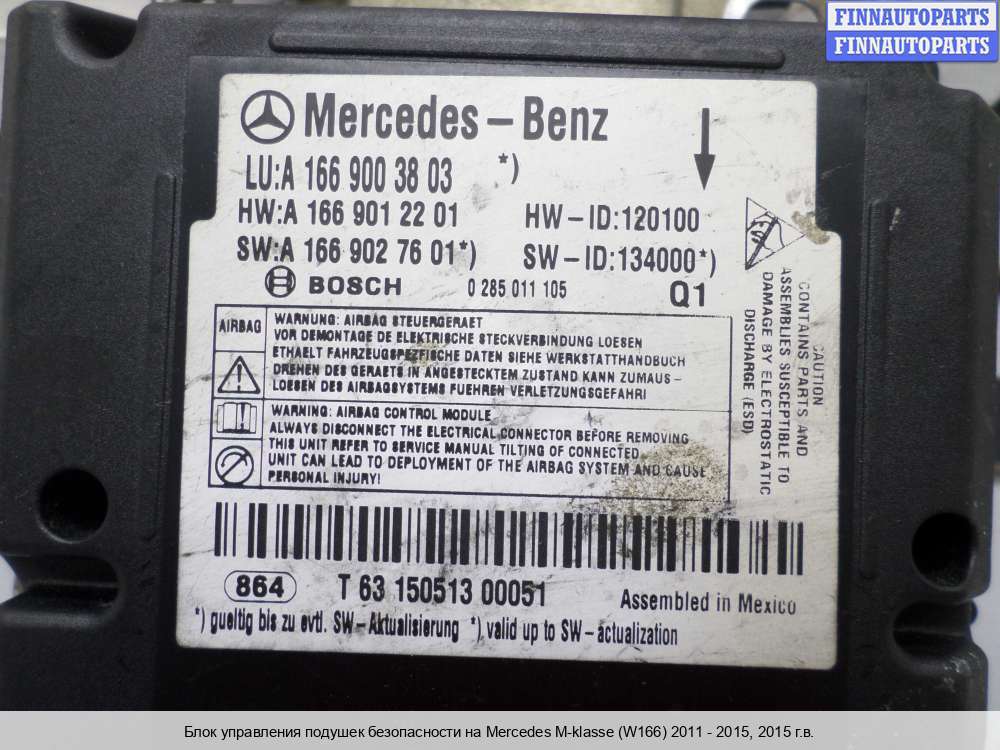 FINNAUTOPARTS
FINNAUTOPARTS
Mercedes - Benz
LU:A 166 900 38 03 *)
HW:A 166 901 22 01 HW-ID:120100
SW:A 166 902 76 01*) SW-ID:134000*)
BOSCH 0 285 011 105 Q1
AIRBAG
WARNUNG: AIRBAG STEUERGERAET
VOR DEMONTAGE DE ELEKTRISCHE STECKVERBINDUNG LOESEN
ETHAELT FAHRZEUGSPEZFISCHE DATEN SIEHE WERKSTATTHANDBUCH
DREHEN DES GERAETS IN ANGESTECKTEM ZUSTAND KANN ZUMAUS-
LOESEN DES AIRBAGSYSTEMS FUEHREN VERLETZUNGSGEFAHR!
WARNING: AIRBAG CONTROL MODULE
ALWAYS DISCONNECT THE ELECTRICAL CONNECTOR BEFORE REMOVING
THIS UNIT REFER TO SERVICE MANUAL TILTING OF CONNECTED
UNIT CAN LEAD TO DEPLOYMENT OF THE AIRBAG SYSTEM AND CAUSE
PERSONAL INJURY!
CAUTION
CONTAINS PARTS AND
ASSEMBLIES SUSCEPTIBLE TO
DAMAGE BY ELECTROSTATIC
DISCHARGE (ESD)
864 T 63 150513 00051 Assembled in Mexico
*) gueltig bis zu evtl. SW-Aktualisierung *) valid up to SW-actualization
Блок управления подушек безопасности на Mercedes M-klasse (W166) 2011 - 2015, 2015 г.в.